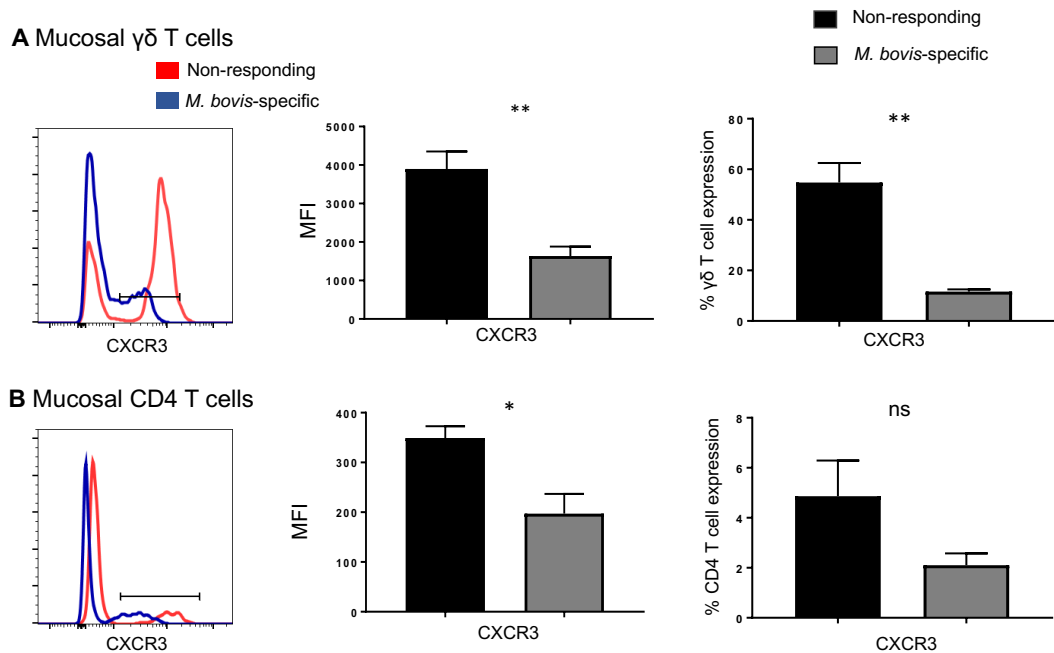 Non-responding
M. bovis-specific
A Mucosal γδ T cells
Non-responding
M. bovis-specific
CXCR3
**
MFI
5000
4000
3000
2000
1000
0
CXCR3
**
% γδ T cell expression
80
60
40
20
0
CXCR3
B Mucosal CD4 T cells
CXCR3
*
MFI
400
300
200
100
0
CXCR3
ns
% CD4 T cell expression
8
6
4
2
0
CXCR3